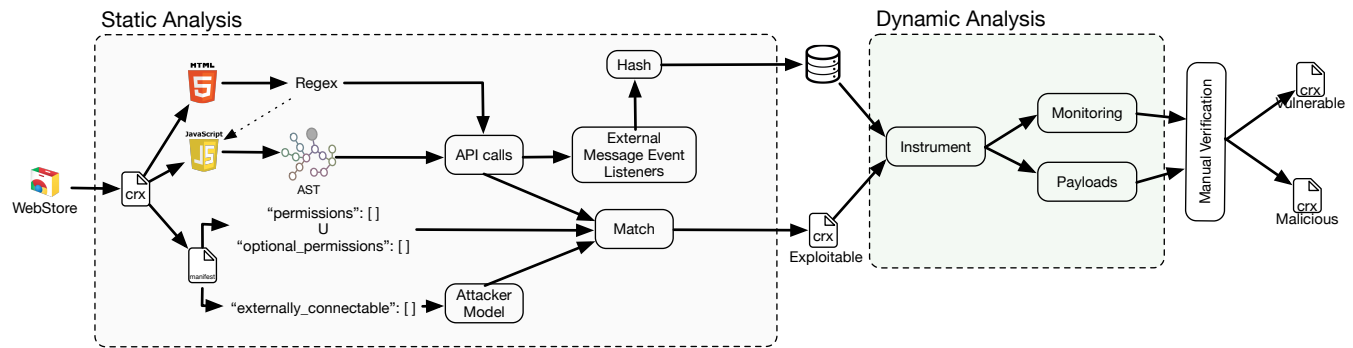 Static Analysis
Dynamic Analysis
HTML
5
Regex
Hash
JavaScript
JS
AST
API calls
External
Message Event
Listeners
WebStore
crx
"permissions": [ ]
U
"optional_permissions": [ ]
manifest
"externally_connectable": [ ]
Attacker
Model
Match
crx
Exploitable
Instrument
Monitoring
Payloads
Manual Verification
crx
Vulnerable
crx
Malicious